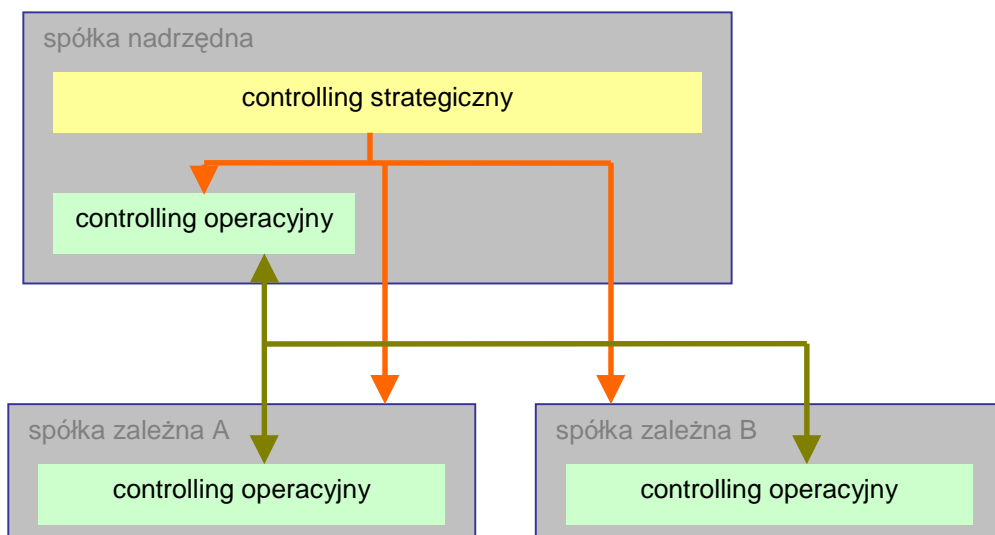 spółka nadrzędna
controlling strategiczny
controlling operacyjny
spółka zależna A
controlling operacyjny
spółka zależna B
controlling operacyjny